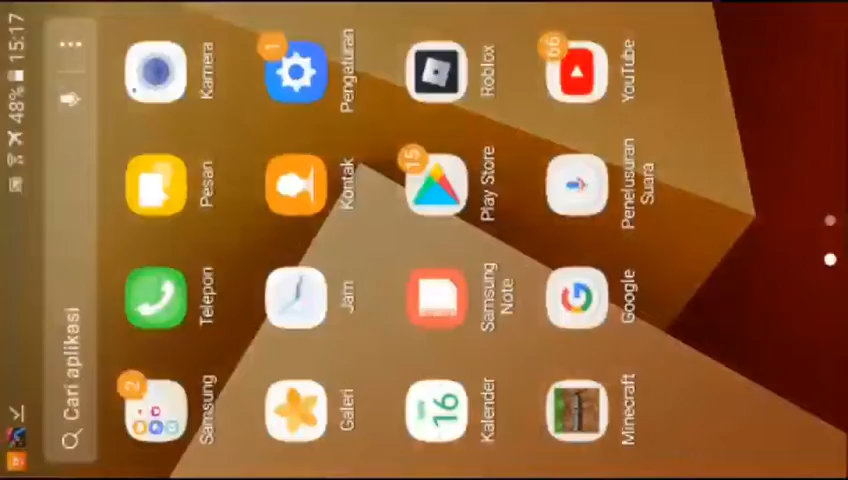 48% 15:17
Cari aplikasi
2
Samsung
Telepon
Pesan
Kamera
Galeri
Jam
Kontak
1
Pengaturan
16
Kalender
Samsung
Note
15
Play Store
Roblox
Minecraft
Google
Penelusuran
Suara
66
YouTube